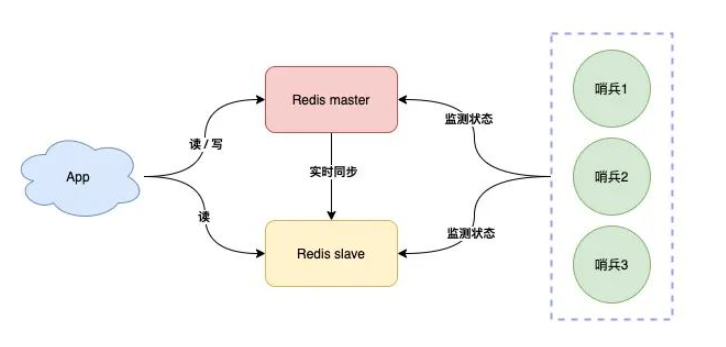 Redis master
哨兵1
监测状态
读 / 写
App
实时同步
哨兵2
读
监测状态
Redis slave
哨兵3